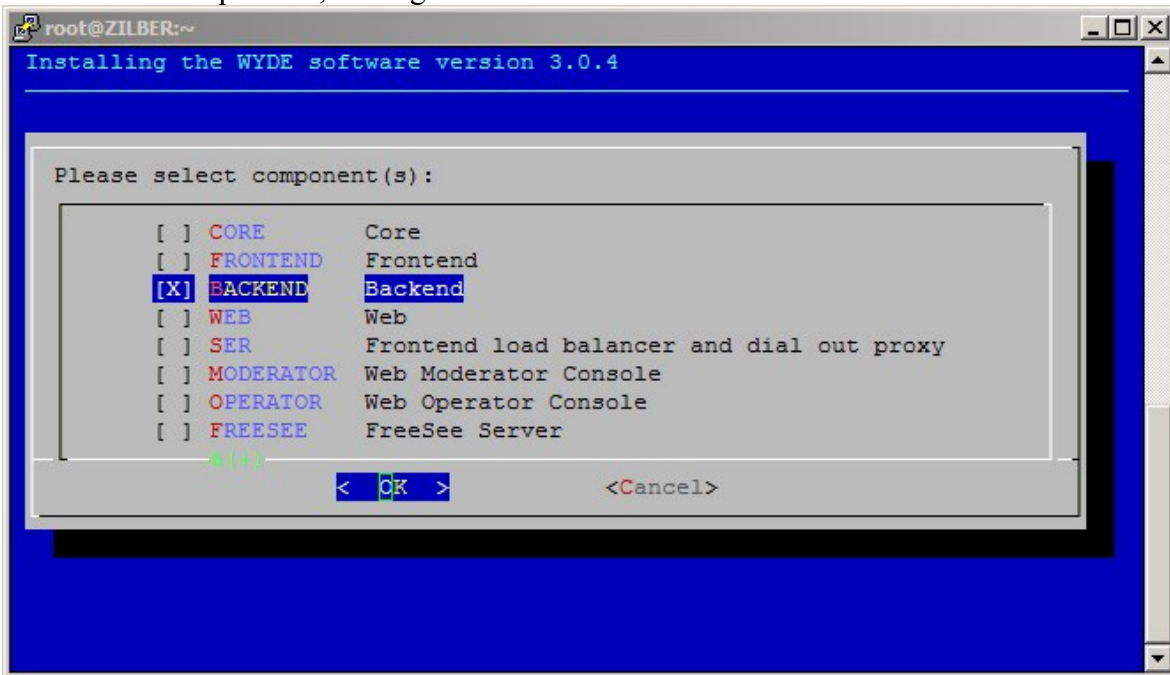 root@ZILBER:~
Installing the WYDE software version 3.0.4
Please select component(s):
[ ] CORE Core
[ ] FRONTEND Frontend
[X] BACKEND Backend
[ ] WEB Web
[ ] SER Frontend load balancer and dial out proxy
[ ] MODERATOR Web Moderator Console
[ ] OPERATOR Web Operator Console
[ ] FREESEE FreeSee Server
(+)
< OK > <Cancel>